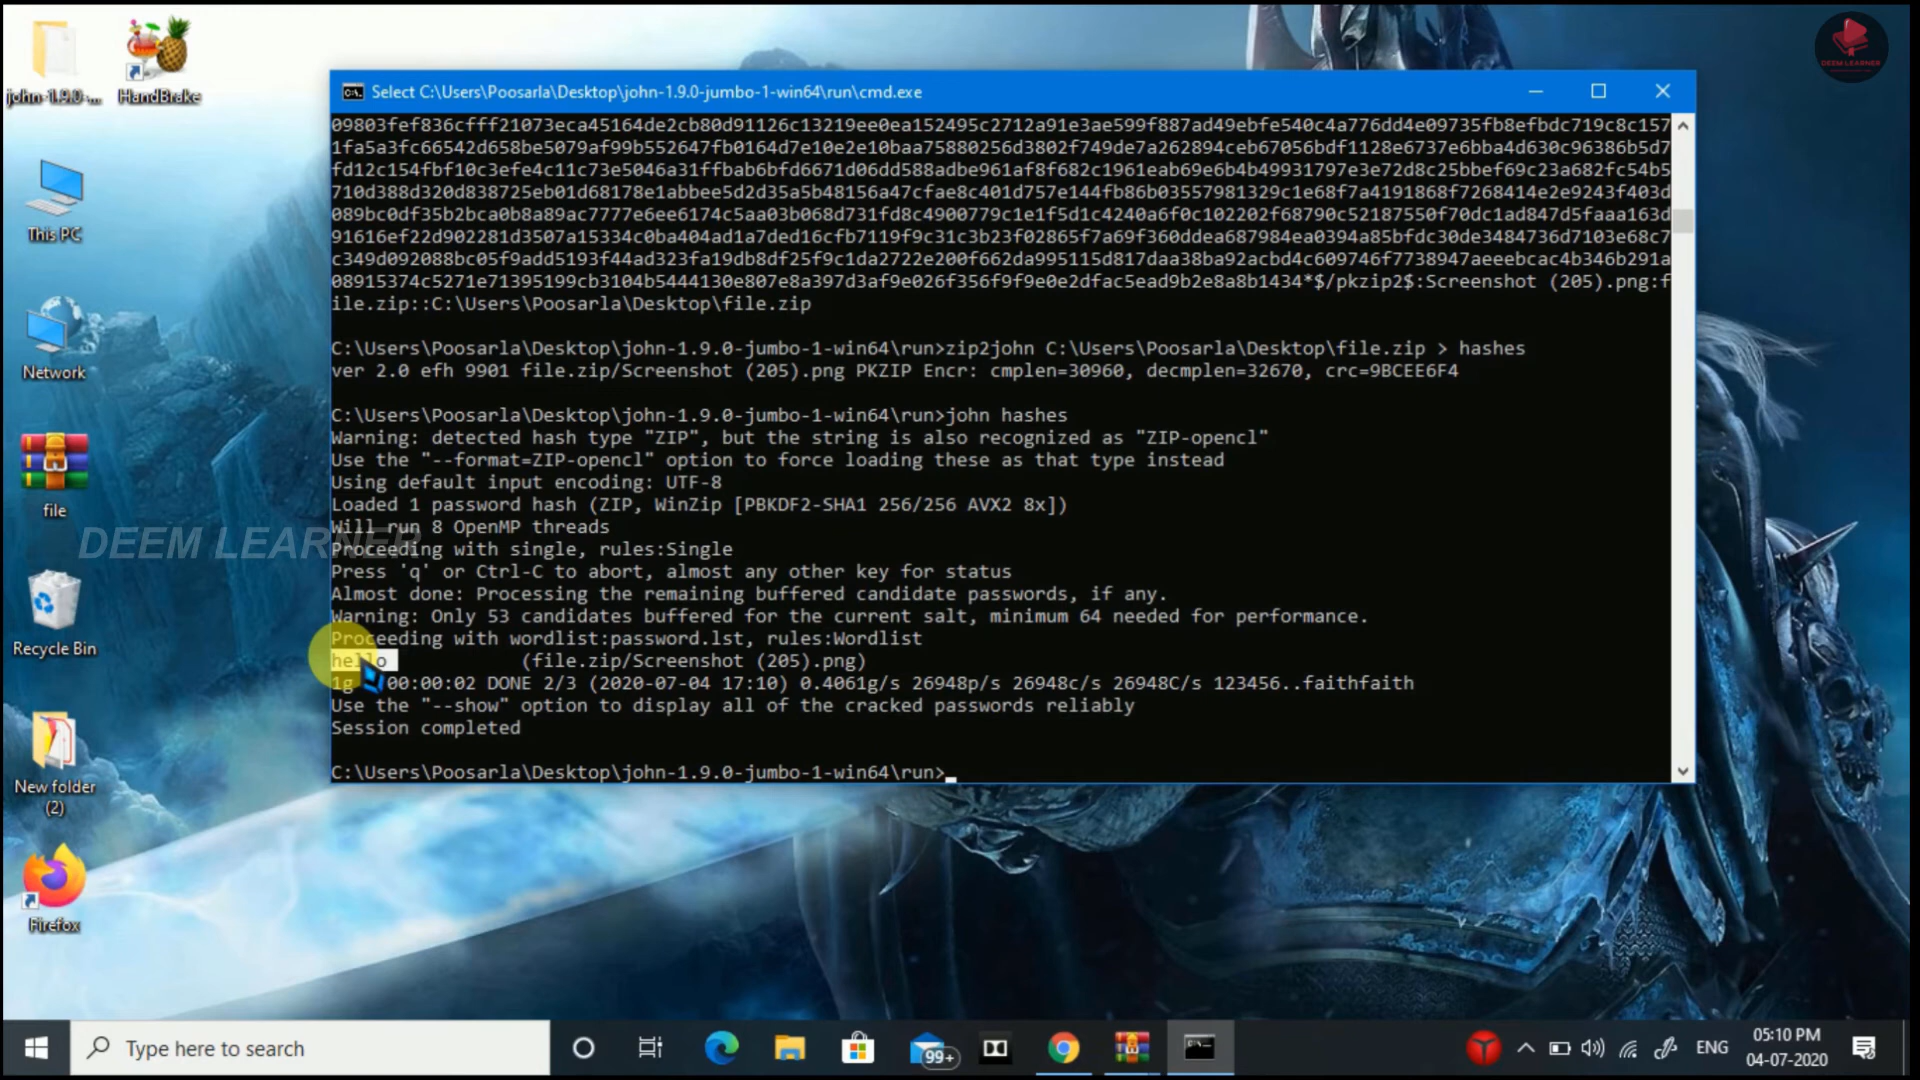 john-1.9.0-...
HandBrake
This PC
Network
file
Recycle Bin
New folder
(2)
Firefox
DEEM LEARNER
DEEM LEARNER
Select C:\Users\Poosarla\Desktop\john-1.9.0-jumbo-1-win64\run\cmd.exe
09803fef836cfff21073eca45164de2cb80d91126c13219ee0ea152495c2712a91e3ae599f887ad49ebfe540c4a776dd4e09735fb8efbdc719c8c157
1fa5a3fc66542d658be5079af99b552647fb0164d7e10e2e10baa75880256d3802f749de7a262894ceb67056bdf1128e6737e6bba4d630c96386b5d7
fd12c154fbf10c3efe4c11c73e5046a31ffbab6bfd6671d06dd588adbe961af8f682c1961eab69e6b4b49931797e3e72d8c25bbef69c23a682fc54b5
710d388d320d838725eb01d68178e1abbee5d2d35a5b48156a47cfae8c401d757e144fb86b03557981329c1e68f7a4191868f7268414e2e9243f403d
089bc0df35b2bca0b8a89ac7777e6ee6174c5aa03b068d731fd8c4900779c1e1f5d1c4240a6f0c102202f68790c52187550f70dc1ad847d5faaa163d
91616ef22d902281d3507a15334c0ba404ad1a7ded16cfb7119f9c31c3b23f02865f7a69f360ddea687984ea0394a85bfdc30de3484736d7103e68c7
c349d092088bc05f9add5193f44ad323fa19db8df25f9c1da2722e200f662da995115d817daa38ba92acbd4c609746f7738947aeeebcac4b346b291a
08915374c5271e71395199cb3104b5444130e807e8a397d3af9e026f356f9f9e0e2dfac5ead9b2e8a8b1434*$/pkzip2$:Screenshot (205).png:f
ile.zip::C:\Users\Poosarla\Desktop\file.zip
C:\Users\Poosarla\Desktop\john-1.9.0-jumbo-1-win64\run>zip2john C:\Users\Poosarla\Desktop\file.zip > hashes
ver 2.0 efh 9901 file.zip/Screenshot (205).png PKZIP Encr: cmplen=30960, decmplen=32670, crc=9BCEE6F4
C:\Users\Poosarla\Desktop\john-1.9.0-jumbo-1-win64\run>john hashes
Warning: detected hash type "ZIP", but the string is also recognized as "ZIP-opencl"
Use the "--format=ZIP-opencl" option to force loading these as that type instead
Using default input encoding: UTF-8
Loaded 1 password hash (ZIP, WinZip [PBKDF2-SHA1 256/256 AVX2 8x])
Will run 8 OpenMP threads
Proceeding with single, rules:Single
Press 'q' or Ctrl-C to abort, almost any other key for status
Almost done: Processing the remaining buffered candidate passwords, if any.
Warning: Only 53 candidates buffered for the current salt, minimum 64 needed for performance.
Proceeding with wordlist:password.lst, rules:Wordlist
hello (file.zip/Screenshot (205).png)
1g 00:00:02 DONE 2/3 (2020-07-04 17:10) 0.4061g/s 26948p/s 26948c/s 26948C/s 123456..faithfaith
Use the "--show" option to display all of the cracked passwords reliably
Session completed
C:\Users\Poosarla\Desktop\john-1.9.0-jumbo-1-win64\run>
Type here to search
99+
ENG
05:10 PM
04-07-2020